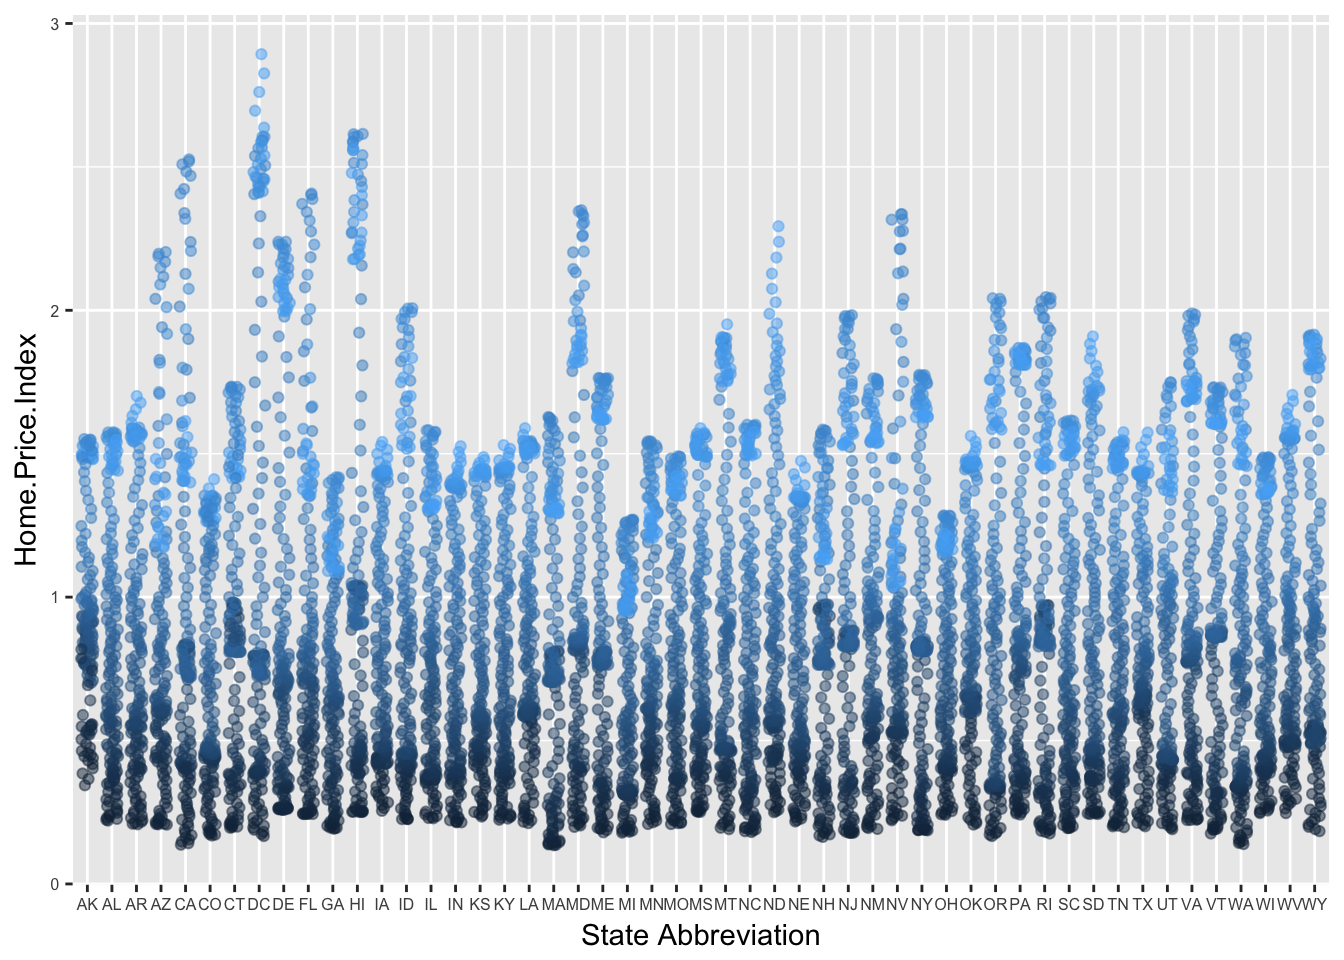 3
2
1
0
Home.Price.Index
AK AL AR AZ CA CO CT DC DE FL GA HI IA ID IL IN KS KY LA MA MD ME MI MN MO MS MT NC ND NE NH NJ NM NV NY OH OK OR PA RI SC SD TN TX UT VA VT WA WI WV WY
State Abbreviation